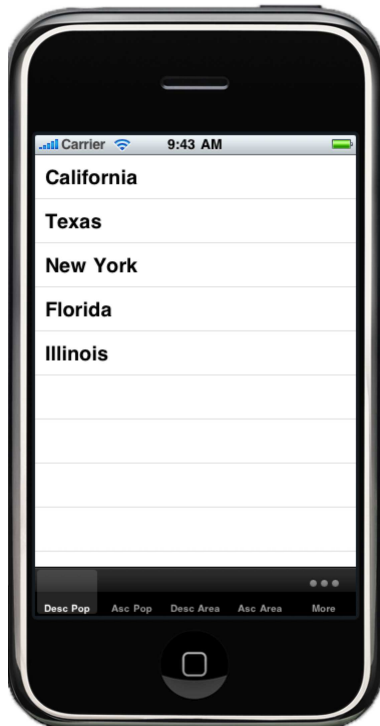 Carrier 9:43 AM
California
Texas
New York
Florida
Illinois
Desc Pop Asc Pop Desc Area Asc Area More